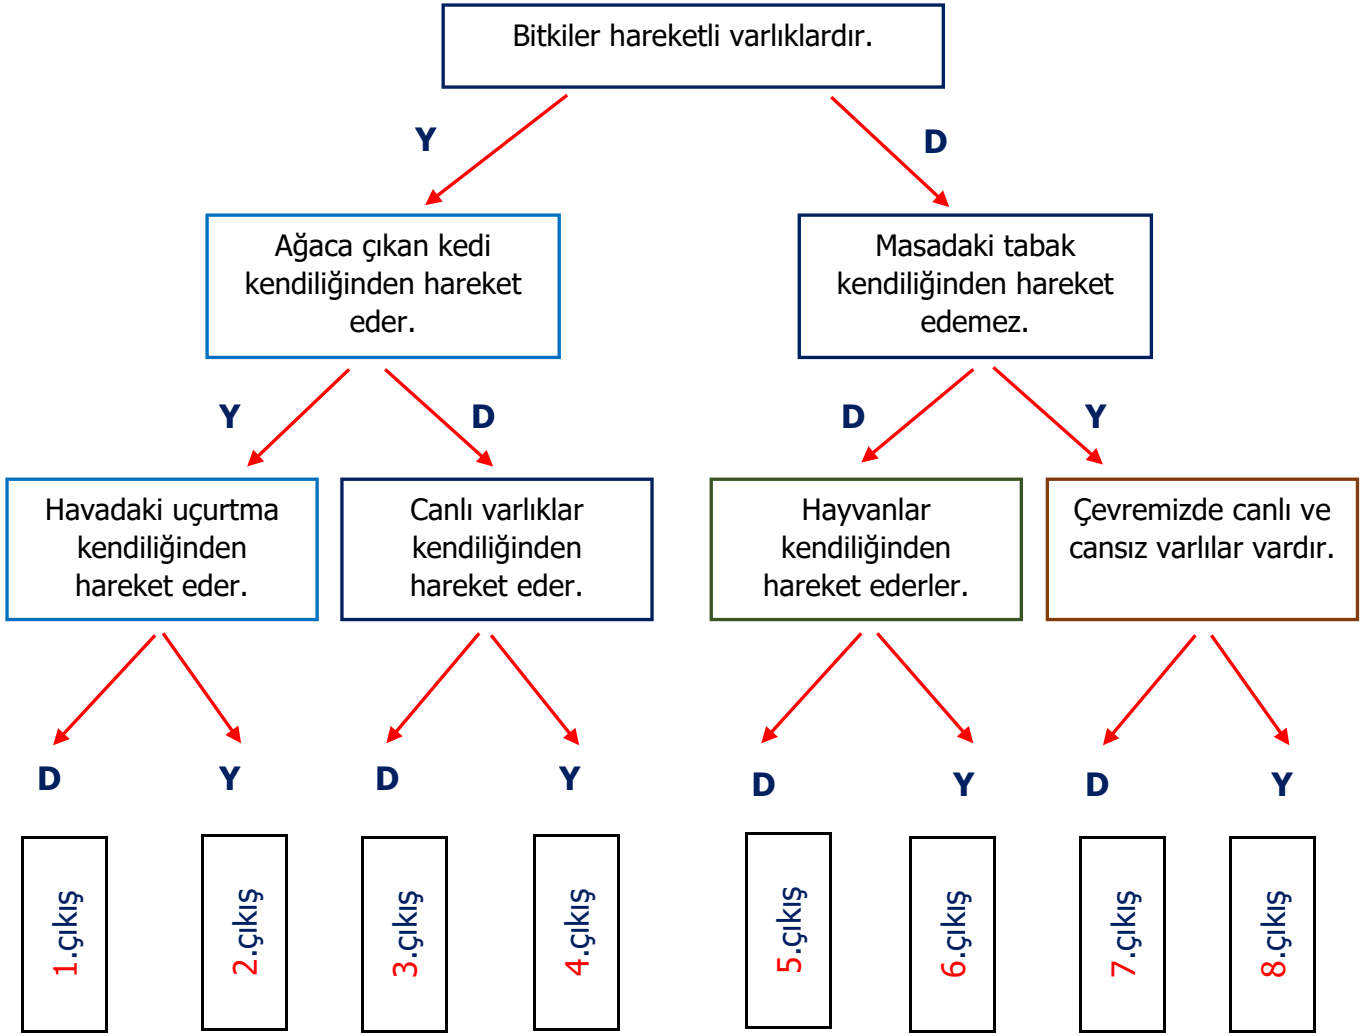 Bitkiler hareketli varlıklardır.
Y
D
Ağaca çıkan kedi
kendiliğinden hareket
eder.
Masadaki tabak
kendiliğinden hareket
edemez.
Y
D
D
Y
Havadaki uçurtma
kendiliğinden
hareket eder.
Canlı varlıklar
kendiliğinden
hareket eder.
Hayvanlar
kendiliğinden
hareket ederler.
Çevremizde canlı ve
cansız varlılar vardır.
D
Y
D
Y
D
Y
D
Y
1.çıkış
2.çıkış
3.çıkış
4.çıkış
5.çıkış
6.çıkış
7.çıkış
8.çıkış